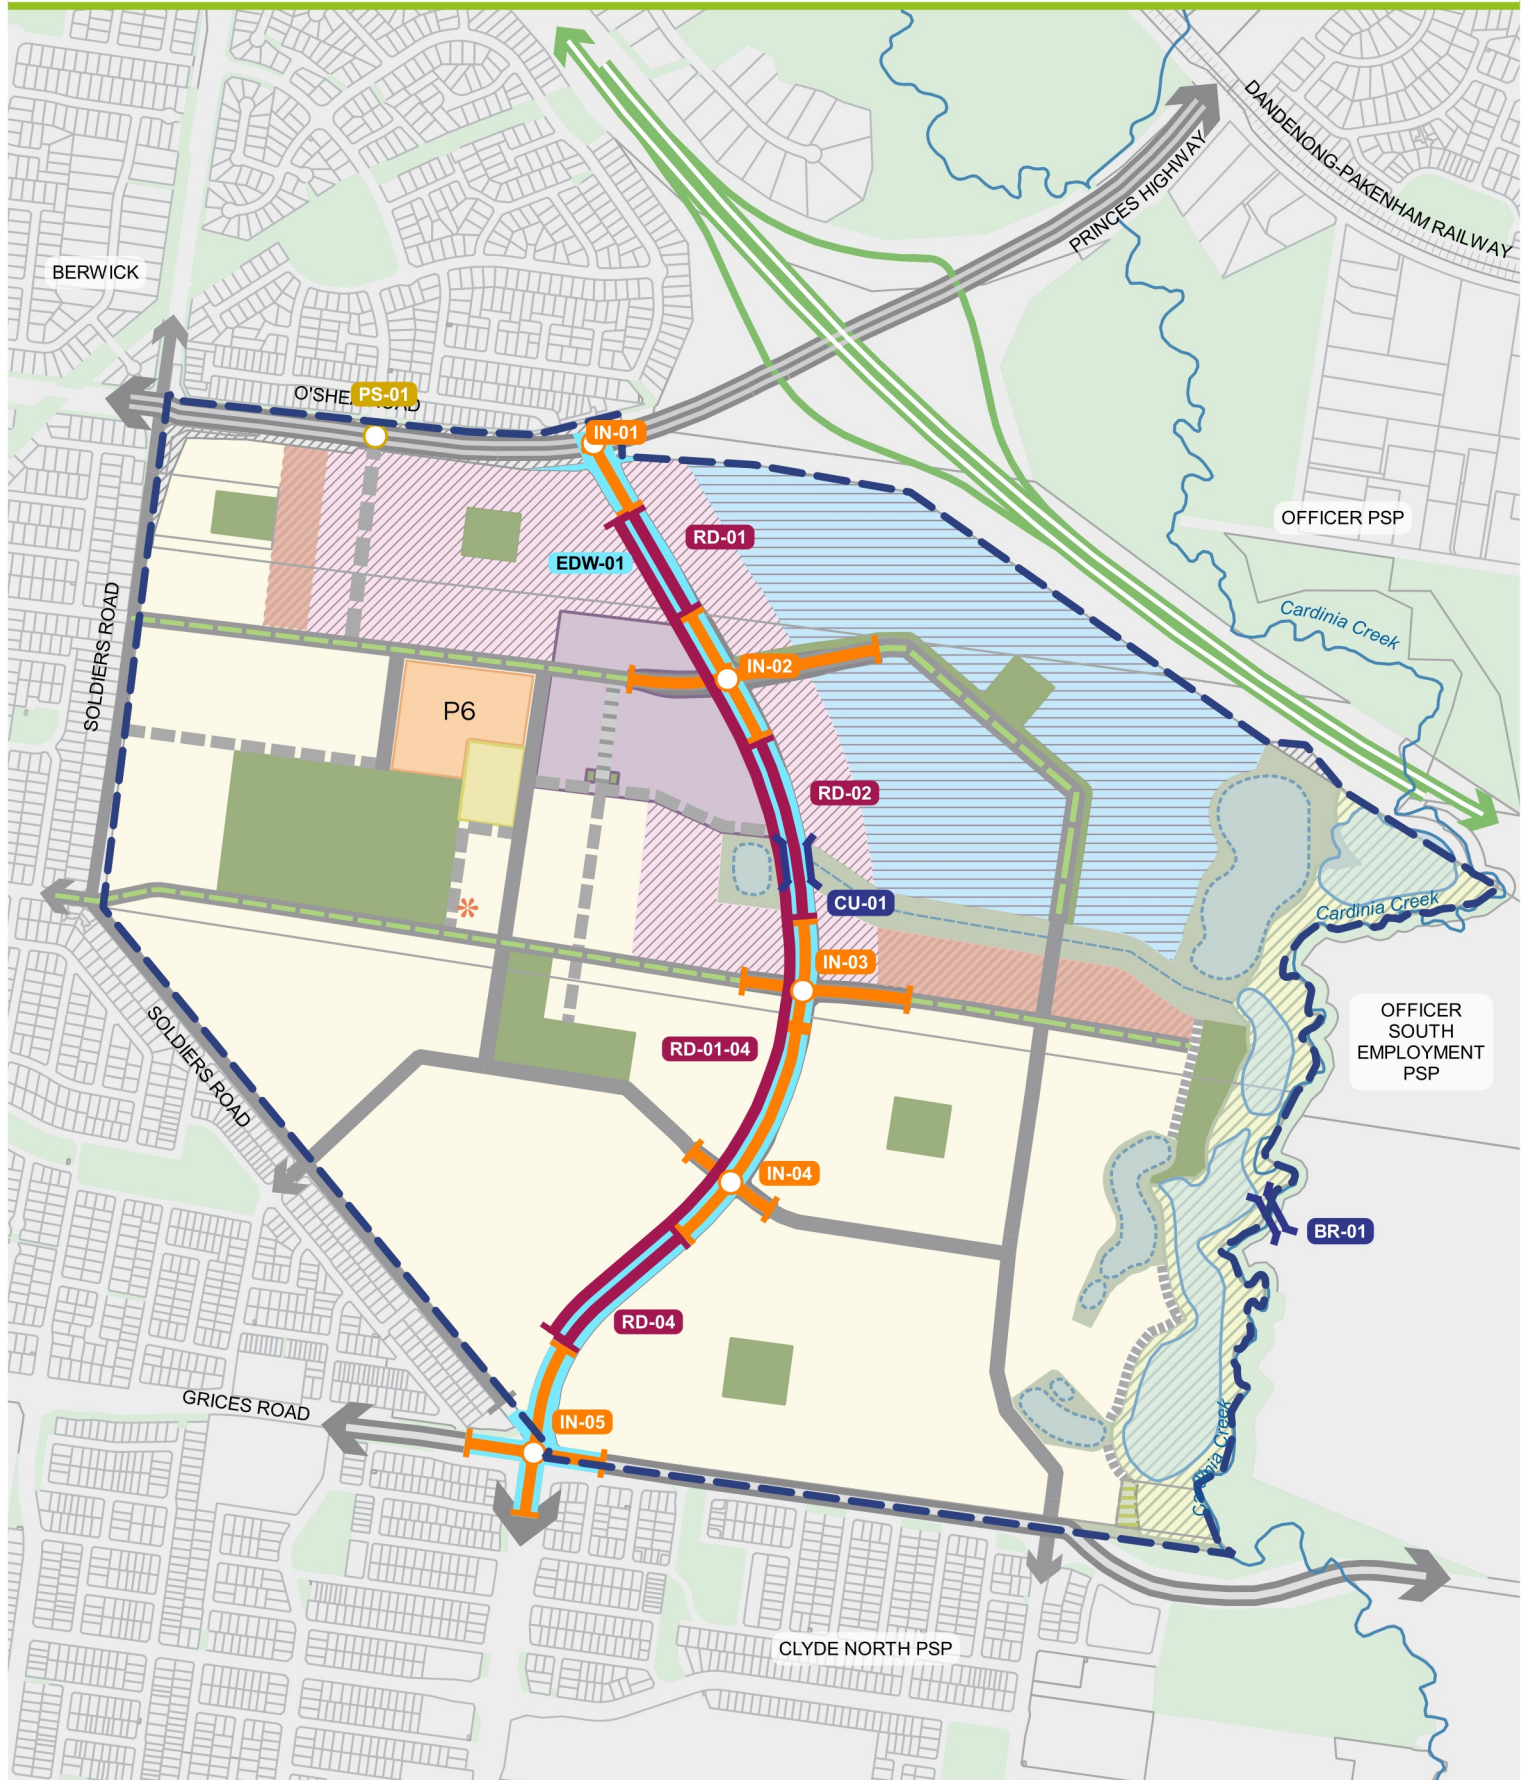 DANDENONG-PAKENHAM RAILWAY
PRINCES HIGHWAY
BERWICK
PS-01
IN-01
OFFICER PSP
RD-01
EDW-01
Cardinia Creek
SOLDIERS ROAD
IN-02
P6
RD-02
CU-01
Cardinia Creek
IN-03
OFFICER
SOUTH
EMPLOYMENT
PSP
SOLDIERS ROAD
RD-01-04
IN-04
BR-01
RD-04
GRICES ROAD
IN-05
Cardinia Creek
CLYDE NORTH PSP